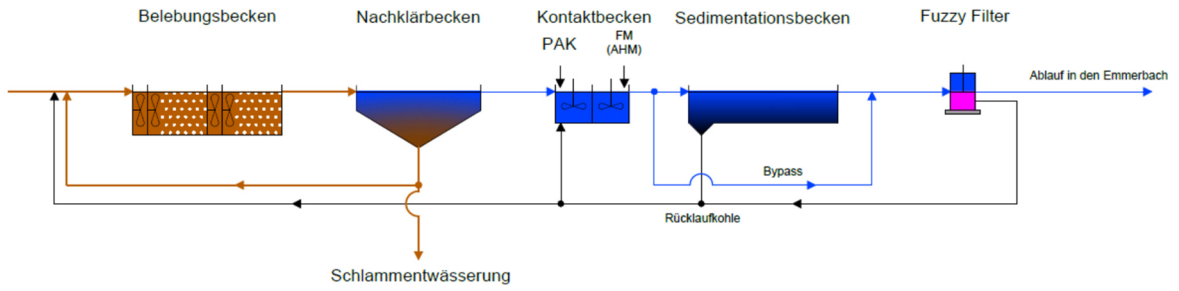 Belebungsbecken
Nachklärbecken
Kontaktbecken
Sedimentationsbecken
Fuzzy Filter
PAK
FM
(AHM)
Ablauf in den Emmerbach
Bypass
Rücklaufkohle
Schlammentwässerung